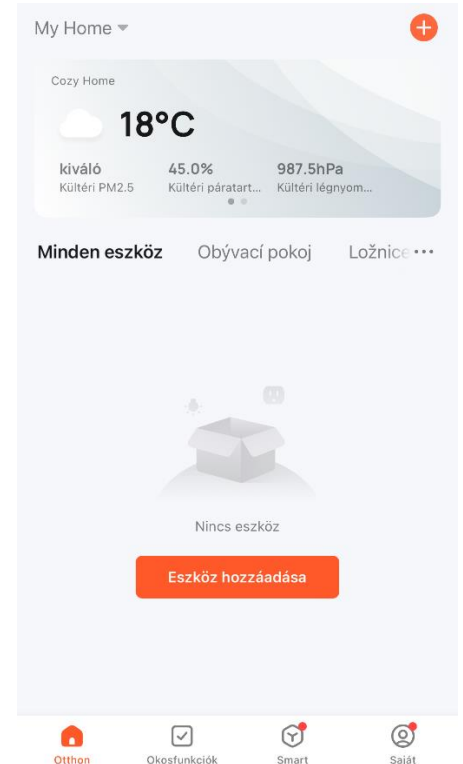 My Home
Cozy Home
18°C
kiváló 45.0% 987.5hPa
Kültéri PM2.5 Kültéri páratart... Kültéri légnyom...
Minden eszköz Obývací pokoj Ložnice ...
Nincs eszköz
Eszköz hozzáadása
Otthon Okosfunkciók Smart Saját